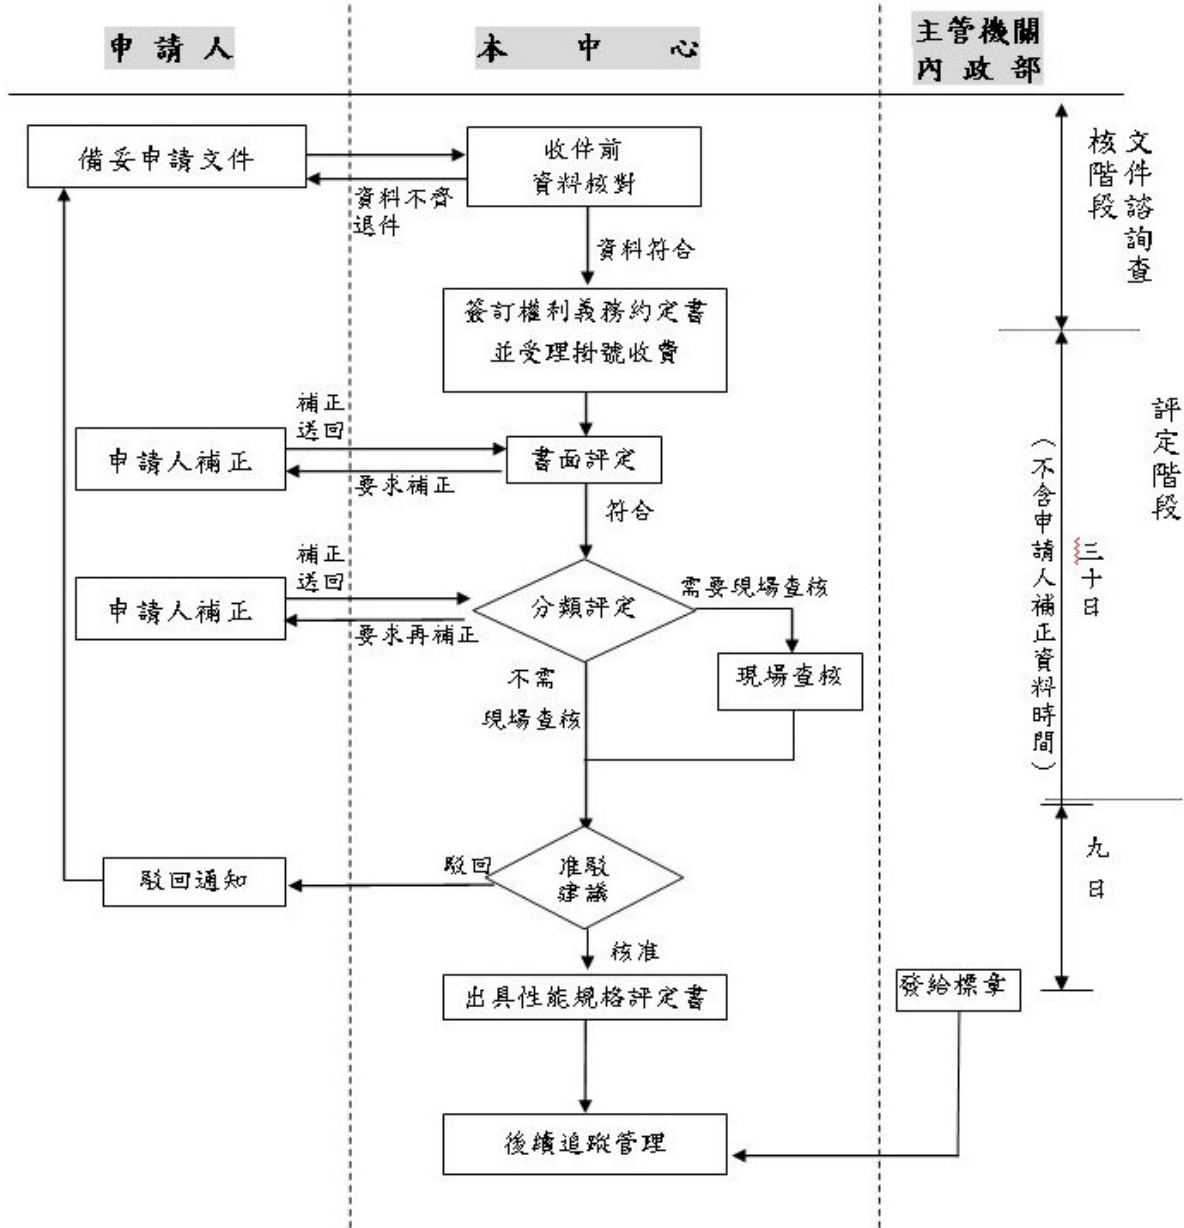 申請人
本中心
主管機關
內政部
備妥申請文件
收件前
資料核對
資料不齊
退件
資料符合
文件諮詢查
核階段
簽訂權利義務約定書
並受理掛號收費
補正
送回
申請人補正
書面評定
要求補正
符合
評定階段
三十日
(不含申請人補正資料時間)
補正
送回
申請人補正
分類評定
需要現場查核
要求再補正
現場查核
不需
現場查核
九日
准駁
建議
駁回
駁回通知
核准
出具性能規格評定書
發給標章
後續追蹤管理